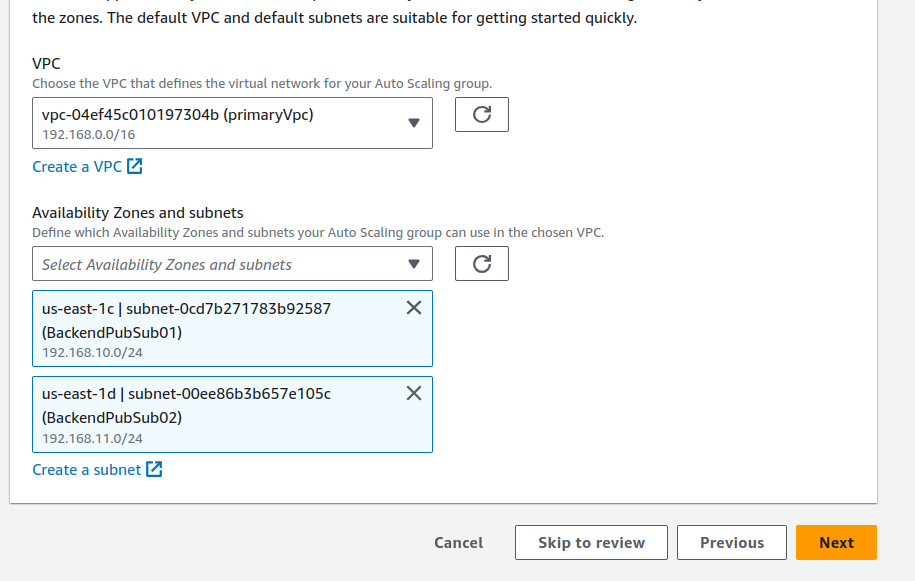 the zones. The default VPC and default subnets are suitable for getting started quickly.
VPC
Choose the VPC that defines the virtual network for your Auto Scaling group.
vpc-04ef45c010197304b (primaryVpc)
192.168.0.0/16
Create a VPC
Availability Zones and subnets
Define which Availability Zones and subnets your Auto Scaling group can use in the chosen VPC.
Select Availability Zones and subnets
us-east-1c | subnet-0cd7b271783b92587
(BackendPubSub01)
192.168.10.0/24
us-east-1d | subnet-00ee86b3b657e105c
(BackendPubSub02)
192.168.11.0/24
Create a subnet
Cancel
Skip to review
Previous
Next